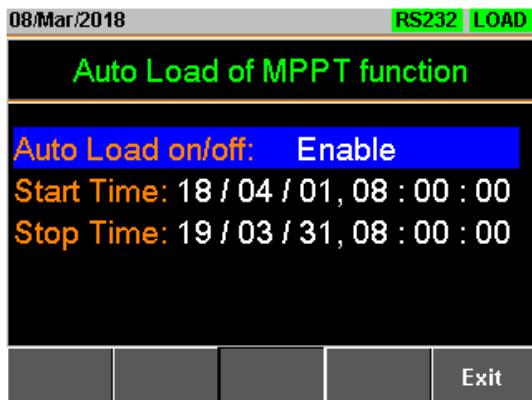 08/Mar/2018 RS232 LOAD
Auto Load of MPPT function
Auto Load on/off: Enable
Start Time: 18 / 04 / 01, 08 : 00 : 00
Stop Time: 19 / 03 / 31, 08 : 00 : 00
Exit